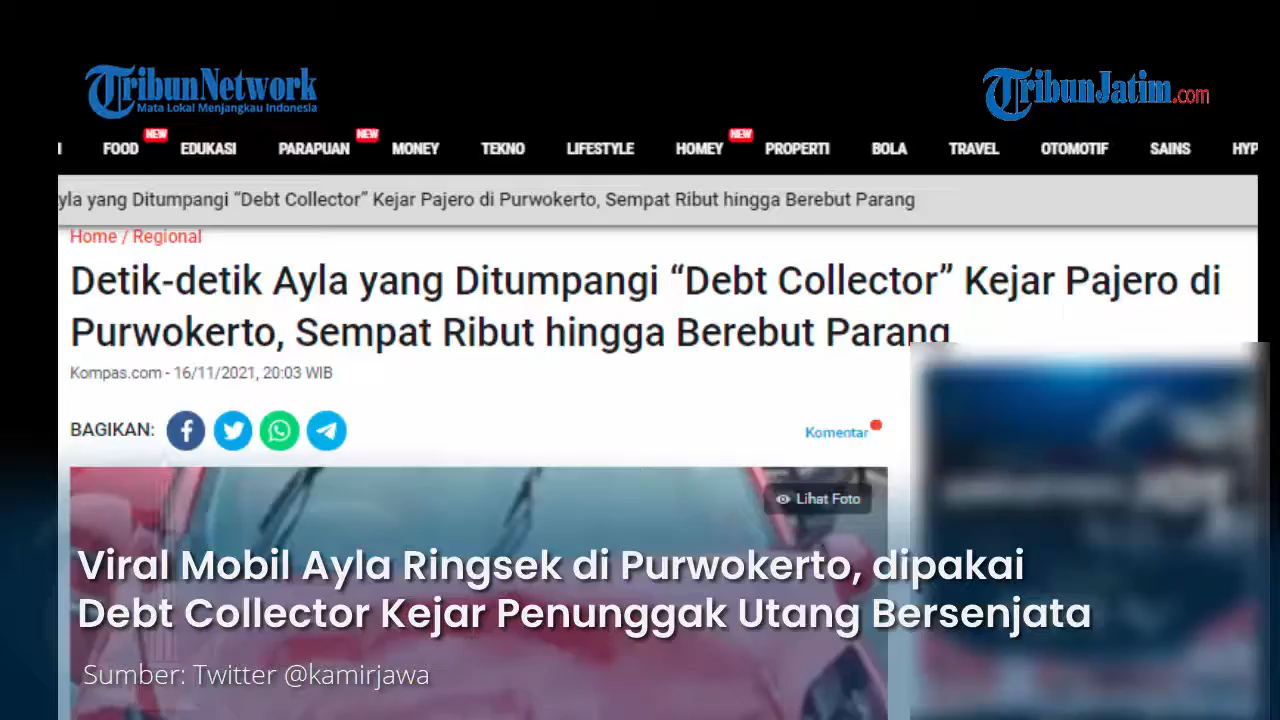 TribunNetwork
Mata Lokal Menjangkau Indonesia
TribunJatim.com
FOOD NEW EDUKASI PARAPUAN NEW MONEY TEKNO LIFESTYLE HOMEY NEW PROPERTI BOLA TRAVEL OTOMOTIF SAINS HYP
yla yang Ditumpangi “Debt Collector” Kejar Pajero di Purwokerto, Sempat Ribut hingga Berebut Parang
Home / Regional
Detik-detik Ayla yang Ditumpangi “Debt Collector” Kejar Pajero di
Purwokerto, Sempat Ribut hingga Berebut Parang
Kompas.com - 16/11/2021, 20:03 WIB
BAGIKAN:
Komentar
Lihat Foto
Viral Mobil Ayla Ringsek di Purwokerto, dipakai
Debt Collector Kejar Penunggak Utang Bersenjata
Sumber: Twitter @kamirjawa